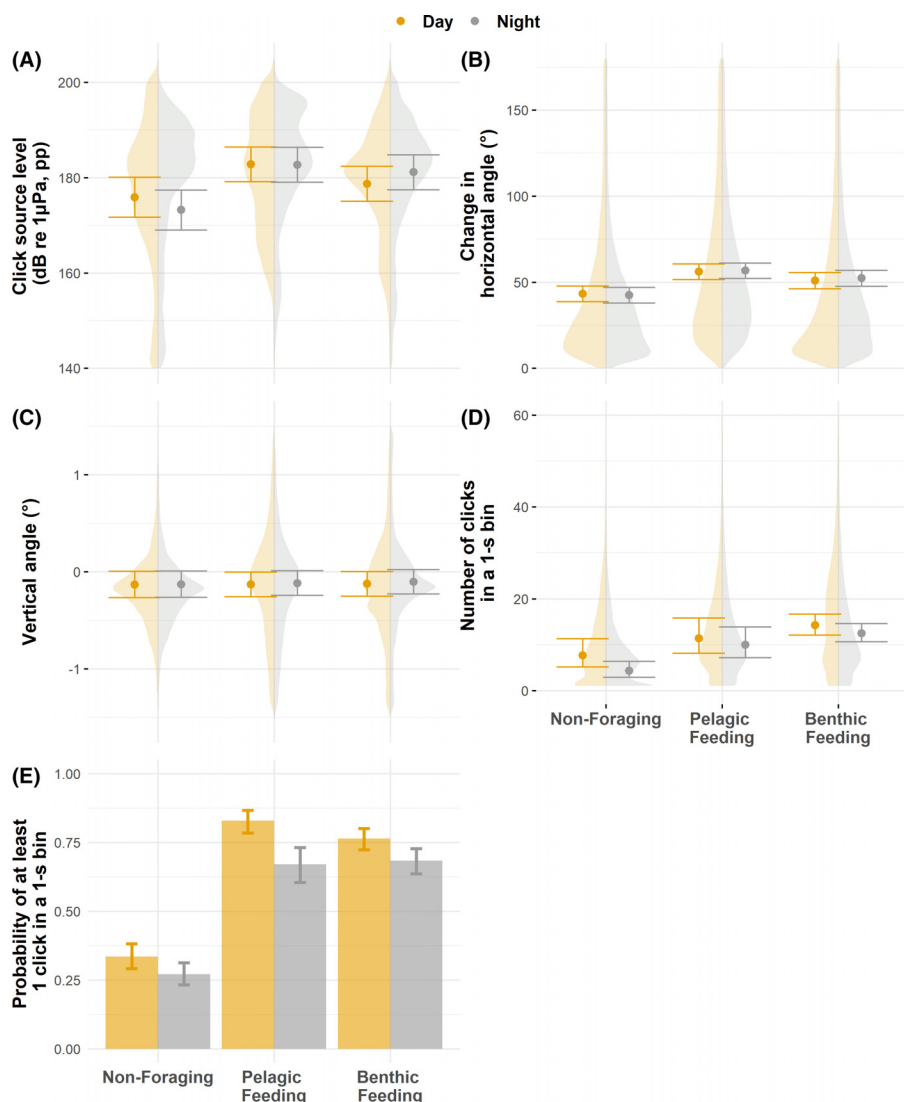 Day Night
(A)
Click source level
(dB re 1µPa, pp)
200
180
160
140
(B)
Change in
horizontal angle (°)
150
100
50
0
(C)
Vertical angle (°)
1
0
-1
(D)
Number of clicks
in a 1-s bin
60
40
20
0
Non-Foraging
Pelagic
Feeding
Benthic
Feeding
(E)
Probability of at least
1 click in a 1-s bin
1.00
0.75
0.50
0.25
0.00
Non-Foraging
Pelagic
Feeding
Benthic
Feeding